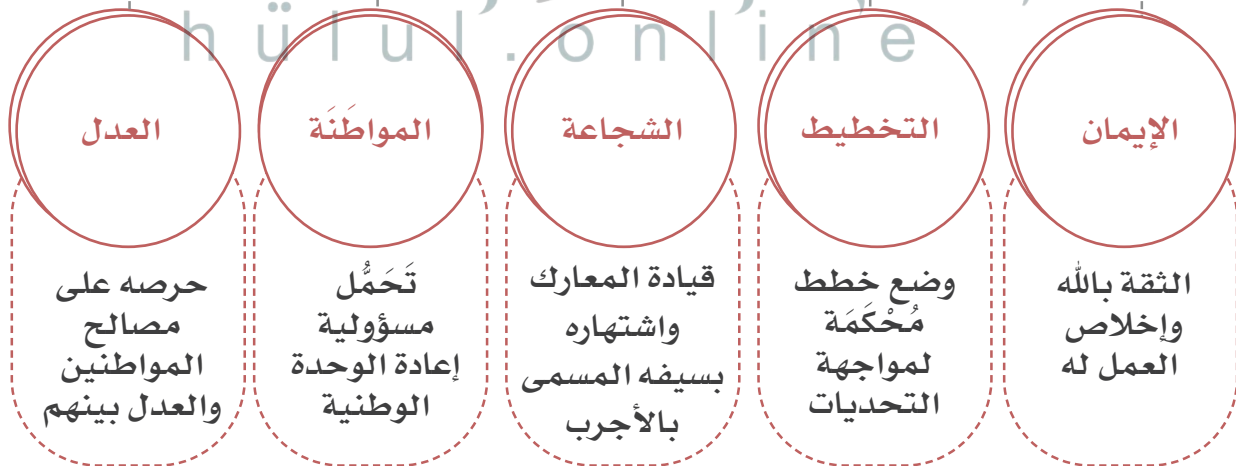 hülul.online
الإيمان
الثقة بالله
وإخلاص
العمل له
التخطيط
وضع خطط
مُحْكَمَة
لمواجهة
التحديات
الشجاعة
قيادة المعارك
واشتهاره
بسيفه المسمى
بالأجرب
المواطَنَة
تَحَمُّل
مسؤولية
إعادة الوحدة
الوطنية
العدل
حرصه على
مصالح
المواطنين
والعدل بينهم